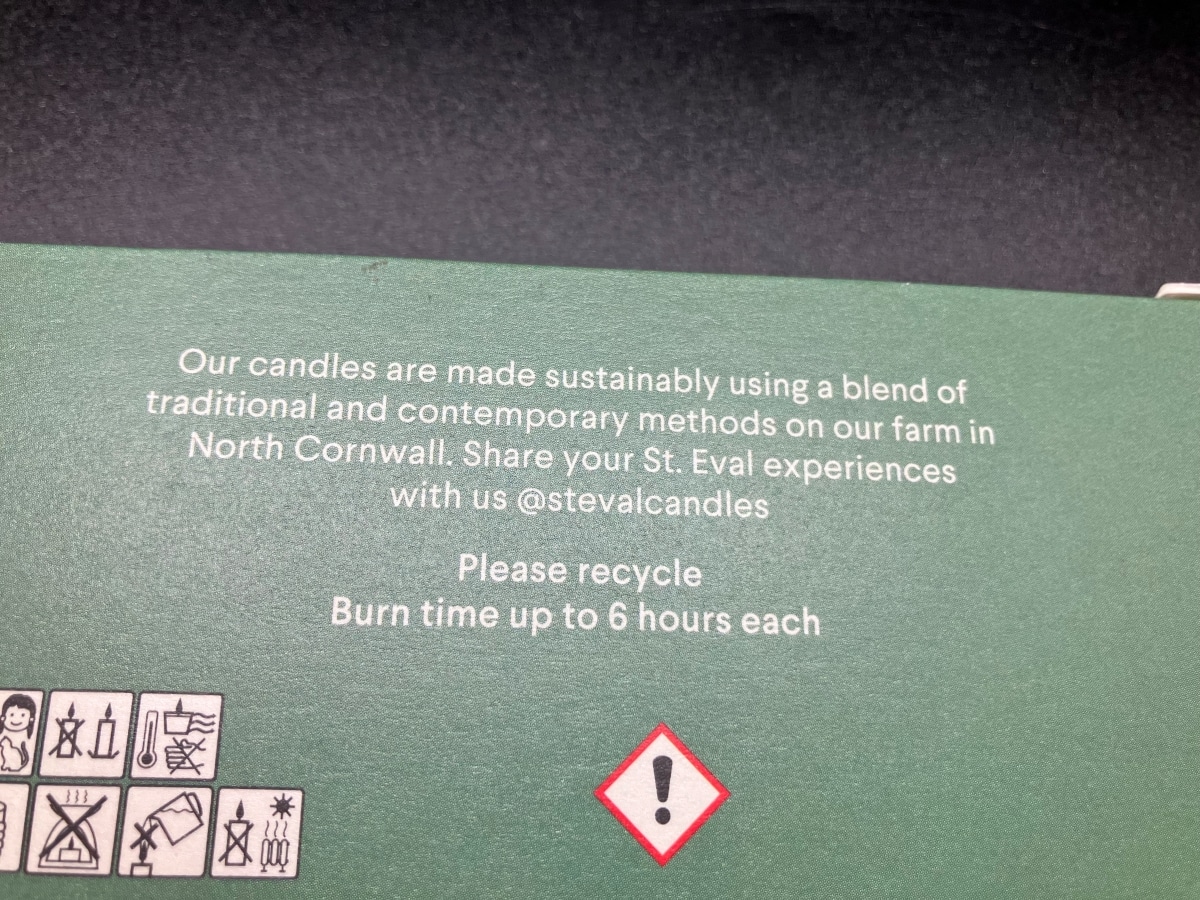 Our candles are made sustainably using a blend of
traditional and contemporary methods on our farm in
North Cornwall. Share your St. Eval experiences
with us @stevalcandles
Please recycle
Burn time up to 6 hours each